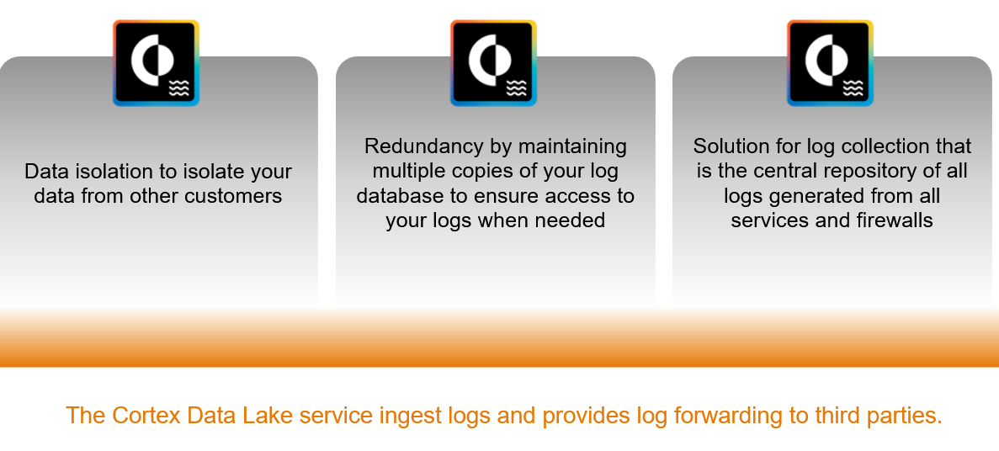 Data isolation to isolate your
data from other customers
Redundancy by maintaining
multiple copies of your log
database to ensure access to
your logs when needed
Solution for log collection that
is the central repository of all
logs generated from all
services and firewalls
The Cortex Data Lake service ingest logs and provides log forwarding to third parties.